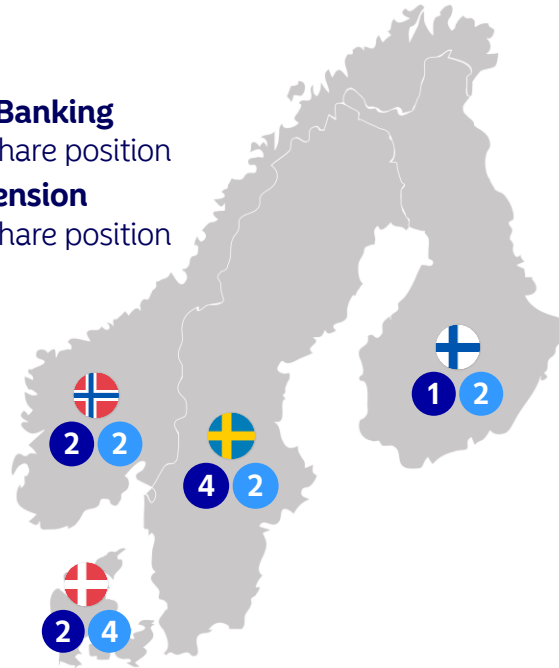 Banking
hare position
ension
hare position
1 2
2 2
4 2
2 4